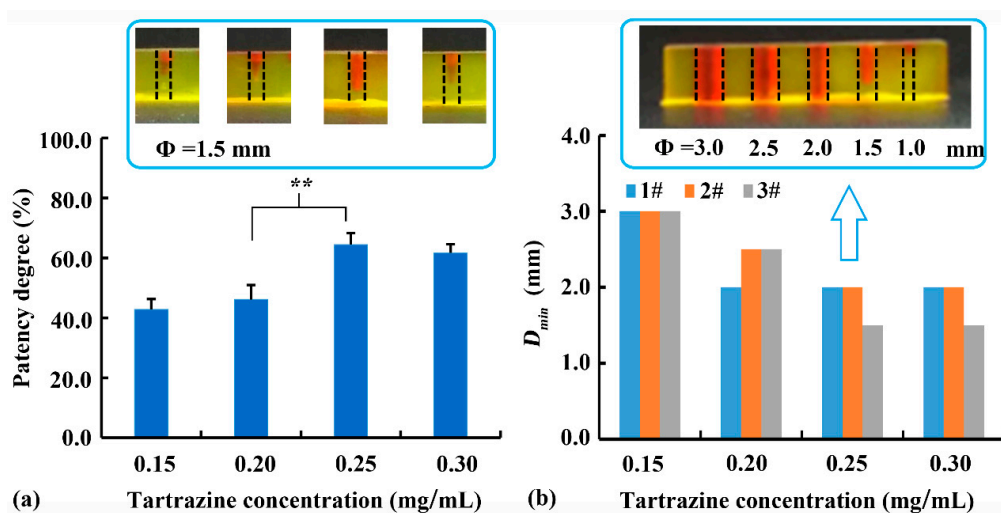 Φ =1.5 mm
**
100.0
80.0
60.0
40.0
20.0
0.0
Patency degree (%)
0.15 0.20 0.25 0.30
(a) Tartrazine concentration (mg/mL)
Φ =3.0 2.5 2.0 1.5 1.0 mm
1# 2# 3#
4.0
3.0
2.0
1.0
0.0
Dmin (mm)
0.15 0.20 0.25 0.30
(b) Tartrazine concentration (mg/mL)